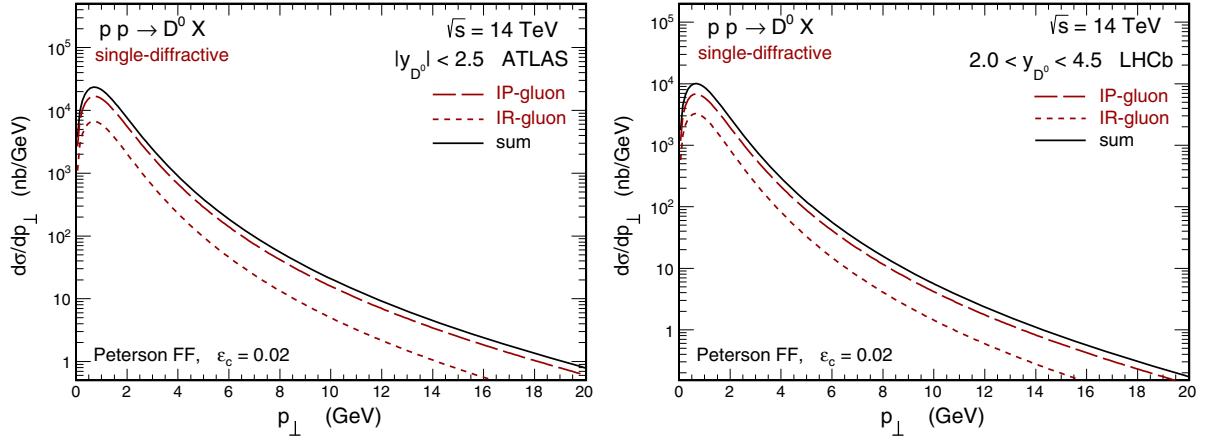 p p → D⁰ X
√s = 14 TeV
single-diffractive
|y_D⁰| < 2.5 ATLAS
IP-gluon
IR-gluon
sum
dσ/dp⊥ (nb/GeV)
10⁵
10⁴
10³
10²
10
1
Peterson FF, ε_c = 0.02
0 2 4 6 8 10 12 14 16 18 20
p⊥ (GeV)
p p → D⁰ X
√s = 14 TeV
single-diffractive
2.0 < y_D⁰ < 4.5 LHCb
IP-gluon
IR-gluon
sum
dσ/dp⊥ (nb/GeV)
10⁵
10⁴
10³
10²
10
1
Peterson FF, ε_c = 0.02
0 2 4 6 8 10 12 14 16 18 20
p⊥ (GeV)